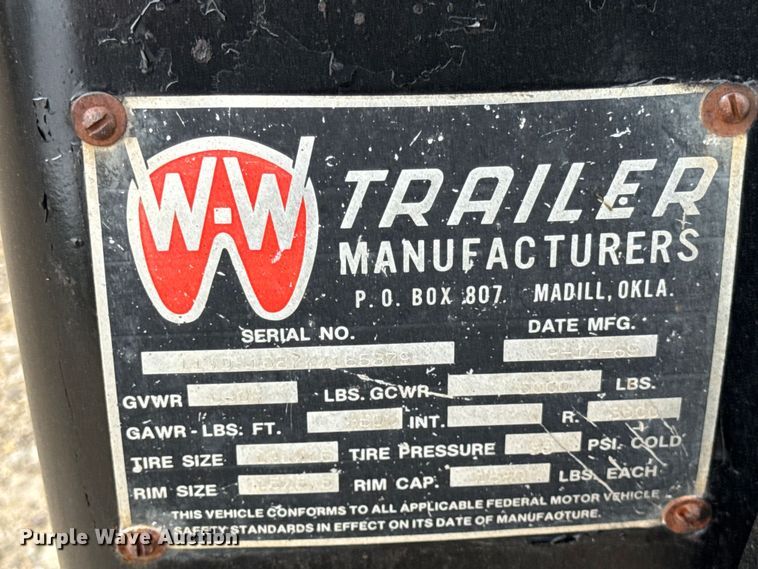 W-W TRAILER
MANUFACTURERS
P. O. BOX 807 MADILL, OKLA.
SERIAL NO. DATE MFG.
GVWR LBS. GCWR LBS.
GAWR - LBS: FT. INT. R.
TIRE SIZE TIRE PRESSURE PSI. COLD
RIM SIZE RIM CAP. LBS. EACH
THIS VEHICLE CONFORMS TO ALL APPLICABLE FEDERAL MOTOR VEHICLE
SAFETY STANDARDS IN EFFECT ON ITS DATE OF MANUFACTURE.
Purple Wave Auction